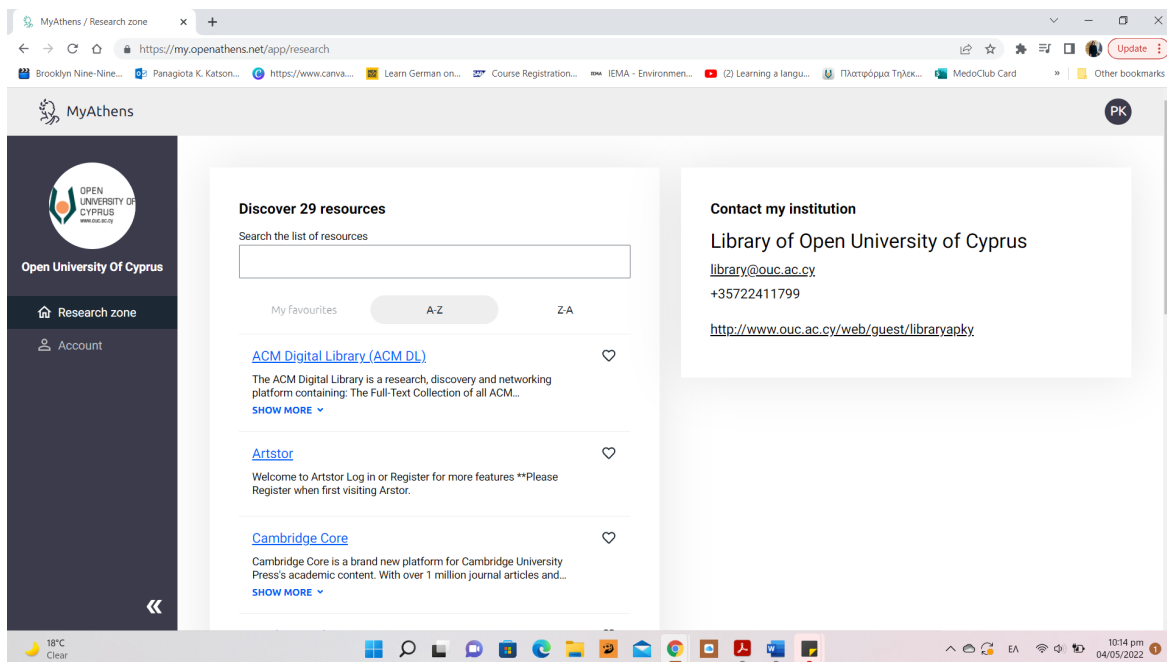 MyAthens / Research zone
https://my.openathens.net/app/research
Update
Brooklyn Nine-Nine... Panagiota K. Katson... https://www.canva.... Learn German on... Course Registration... IEMA - Environmen... (2) Learning a langu... Πλατφόρμα Τηλεκ... MedoClub Card » Other bookmarks
MyAthens
PK
OPEN
UNIVERSITY OF
CYPRUS
www.ouc.ac.cy
Open University Of Cyprus
Research zone
Account
Discover 29 resources
Search the list of resources
My favourites A-Z Z-A
ACM Digital Library (ACM DL)
The ACM Digital Library is a research, discovery and networking
platform containing: The Full-Text Collection of all ACM...
SHOW MORE
Artstor
Welcome to Artstor Log in or Register for more features **Please
Register when first visiting Arstor.
Cambridge Core
Cambridge Core is a brand new platform for Cambridge University
Press's academic content. With over 1 million journal articles and...
SHOW MORE
Contact my institution
Library of Open University of Cyprus
library@ouc.ac.cy
+35722411799
http://www.ouc.ac.cy/web/guest/libraryapky
18°C
Clear
ΕΛ
10:14 pm
04/05/2022
1